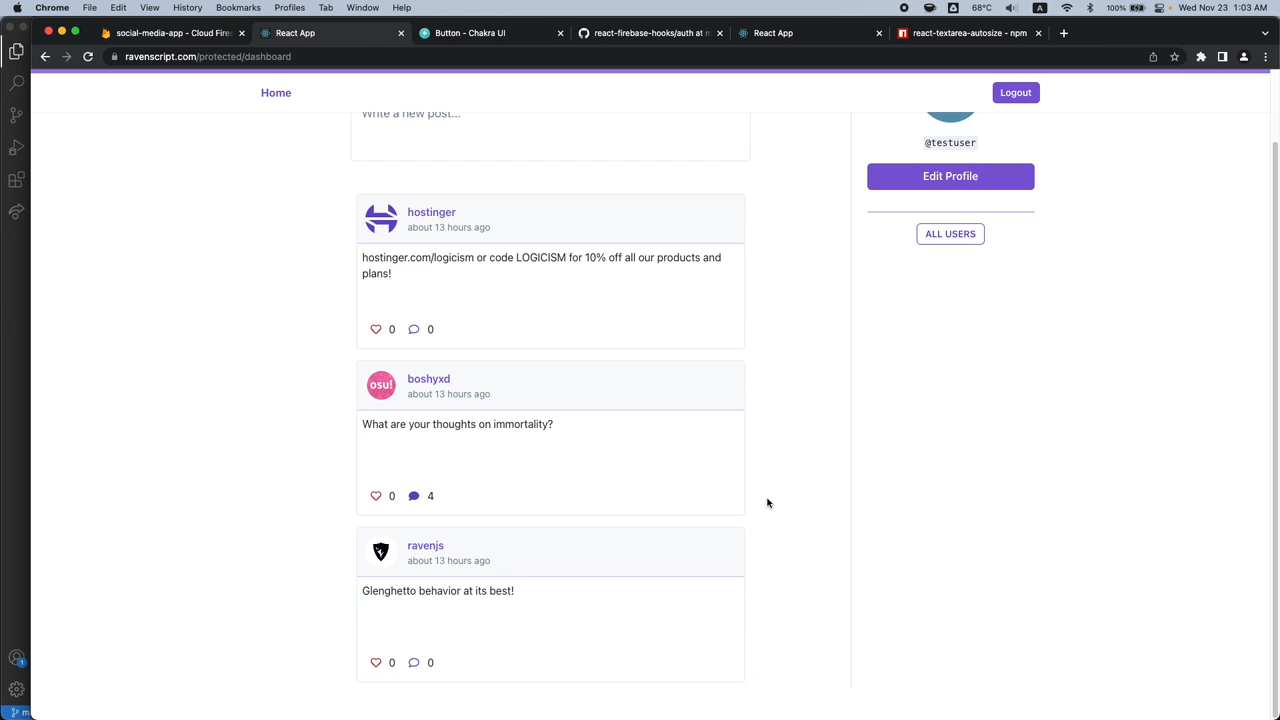 Chrome File Edit View History Bookmarks Profiles Tab Window Help
A 68°C A 100% Wed Nov 23 1:03 AM
social-media-app - Cloud Fires React App Button - Chakra UI react-firebase-hooks/auth at m React App react-textarea-autosize - npm
ravenscript.com/protected/dashboard
Home
Logout
Write a new post...
@testuser
Edit Profile
ALL USERS
hostinger
about 13 hours ago
hostinger.com/logicism or code LOGICISM for 10% off all our products and
plans!
0 0
osu!
boshyxd
about 13 hours ago
What are your thoughts on immortality?
0 4
ravenjs
about 13 hours ago
Glenghetto behavior at its best!
0 0
1